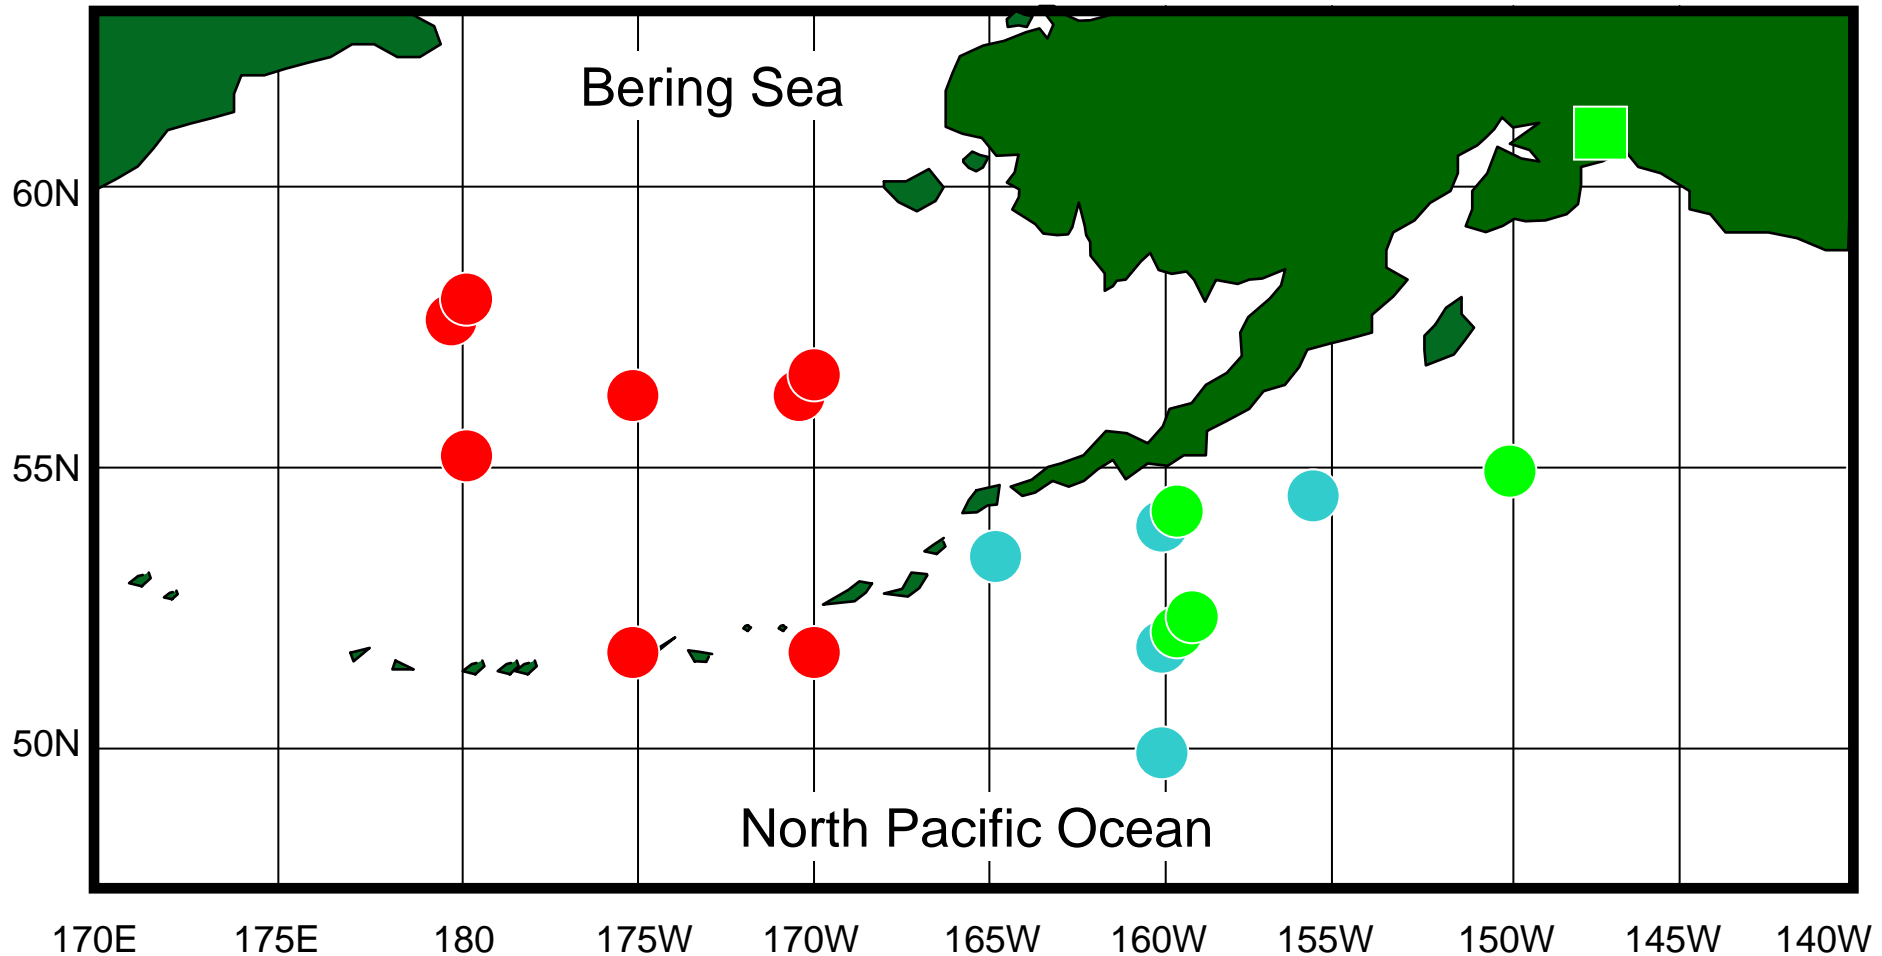 Bering Sea
60N
55N
50N
North Pacific Ocean
170E 175E 180 175W 170W 165W 160W 155W 150W 145W 140W